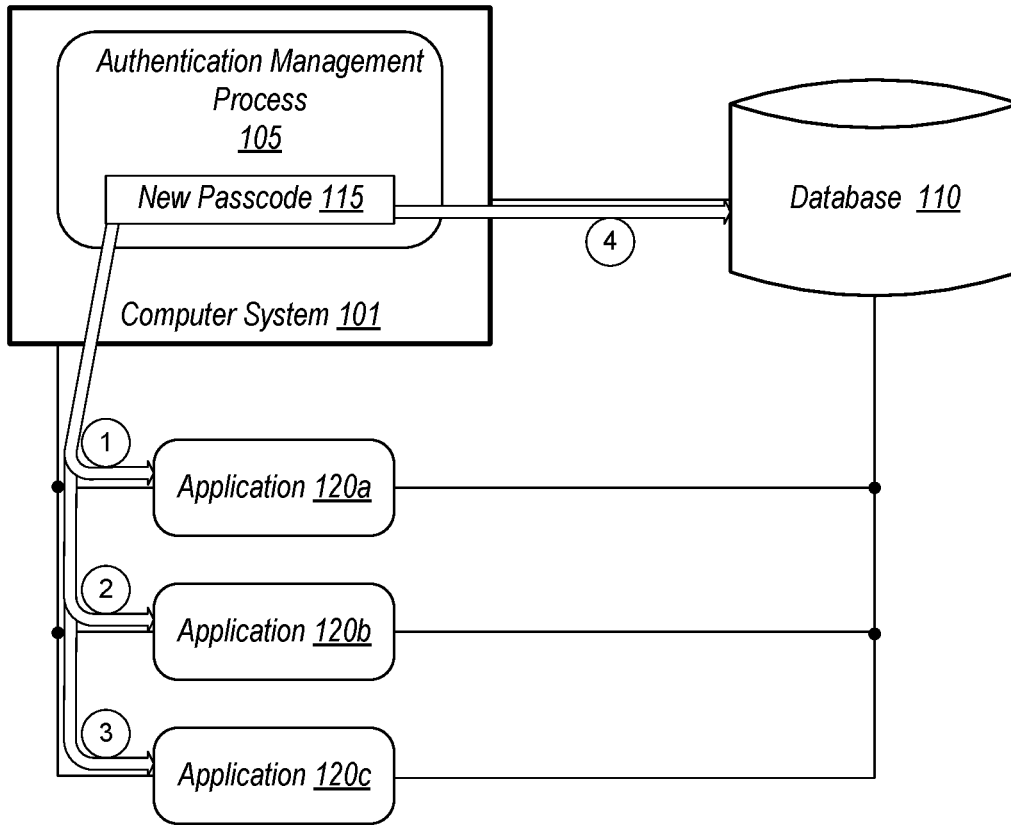 Authentication Management
Process
105
New Passcode 115
Database 110
4
Computer System 101
1
Application 120a
2
Application 120b
3
Application 120c